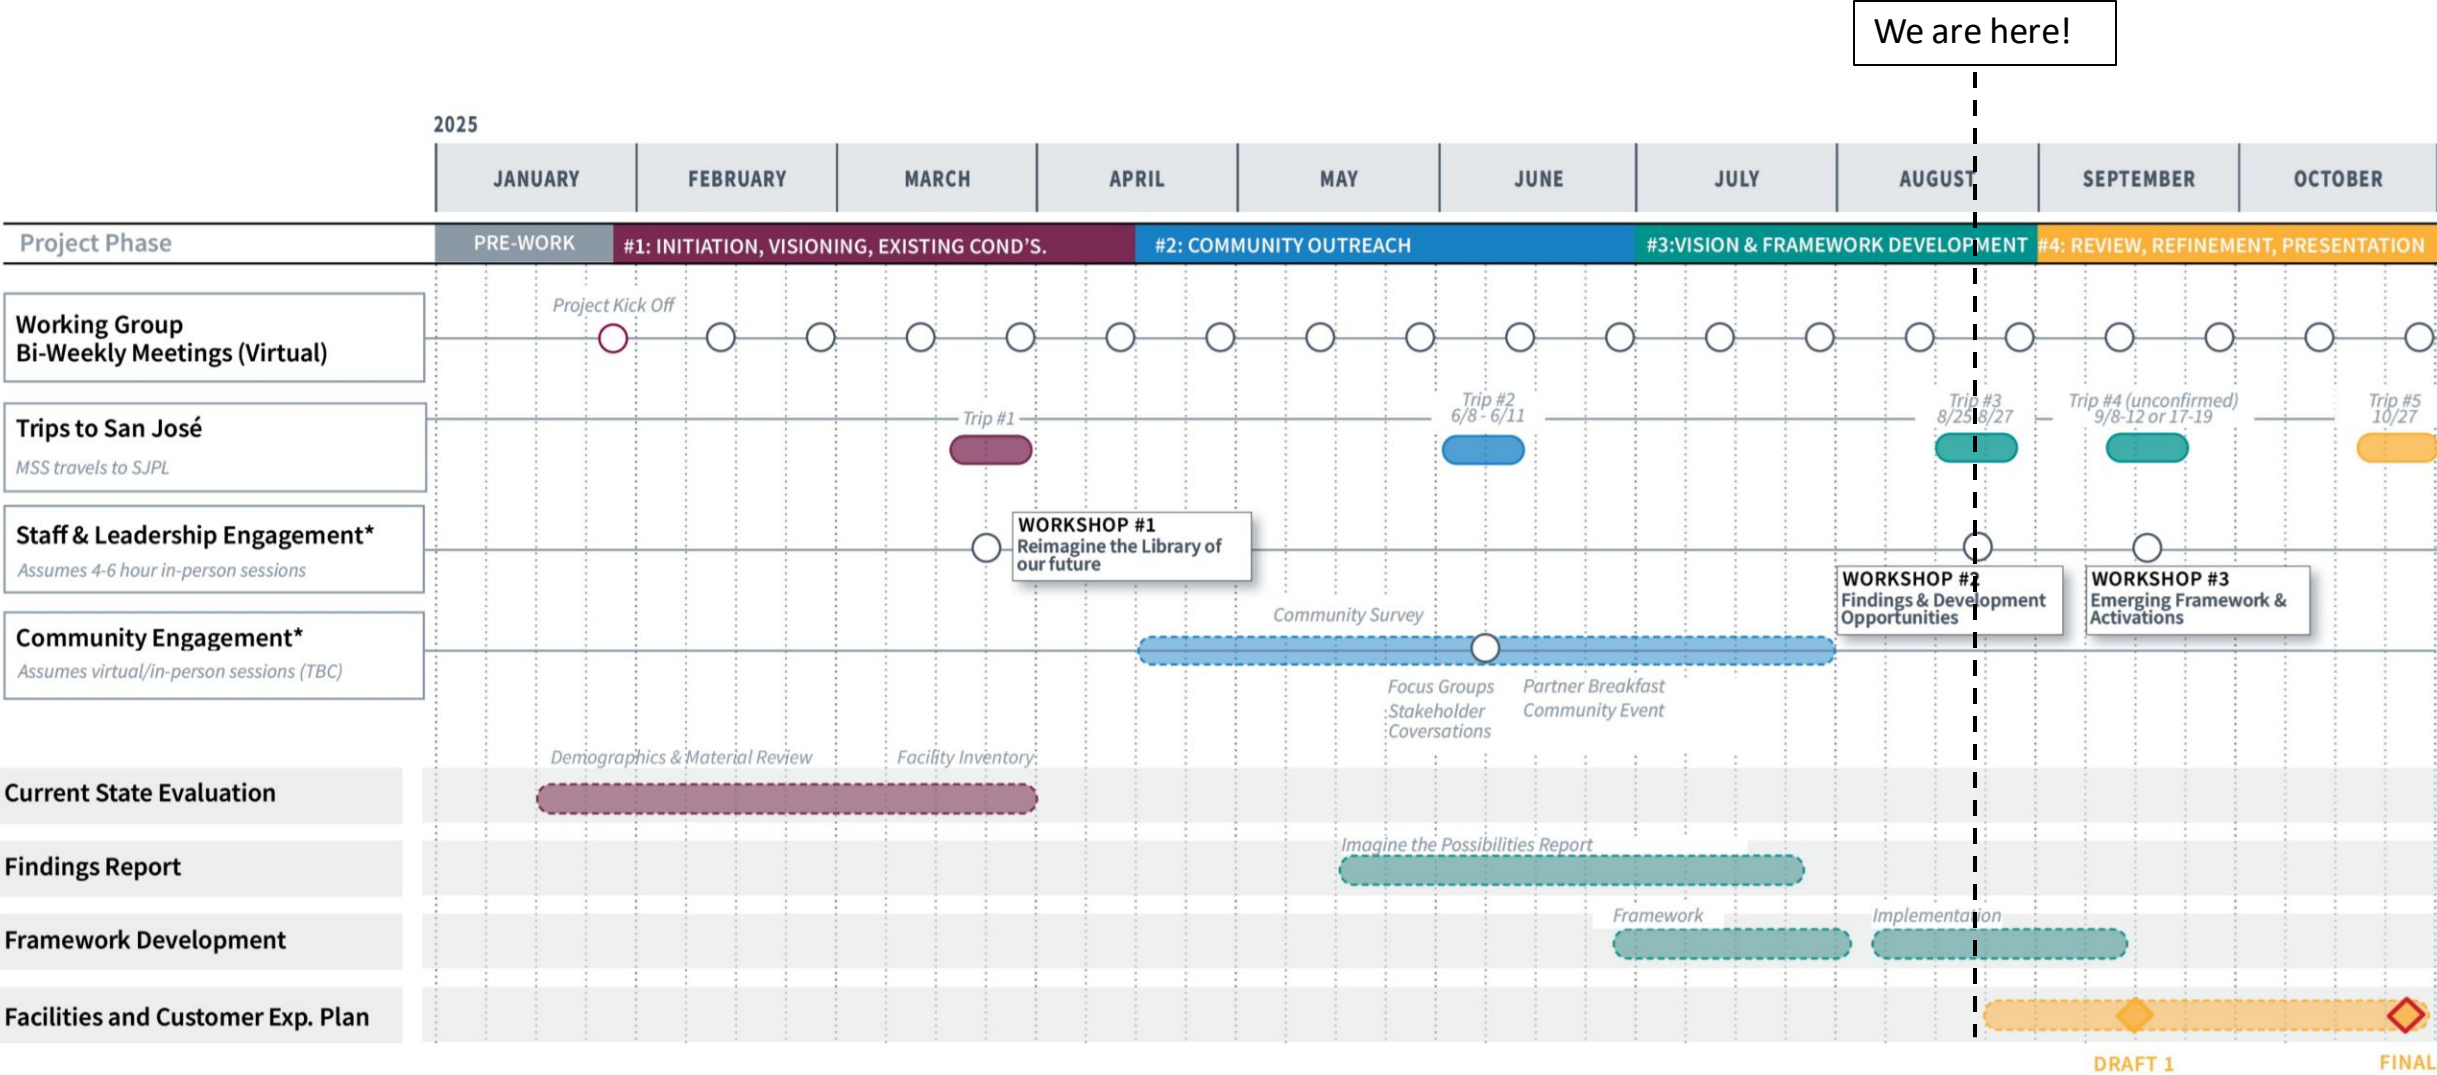 We are here!
2025
JANUARY
FEBRUARY
MARCH
APRIL
MAY
JUNE
JULY
AUGUST
SEPTEMBER
OCTOBER
Project Phase
PRE-WORK
#1: INITIATION, VISIONING, EXISTING COND'S.
#2: COMMUNITY OUTREACH
#3:VISION & FRAMEWORK DEVELOPMENT
#4: REVIEW, REFINEMENT, PRESENTATION
Working Group
Bi-Weekly Meetings (Virtual)
Project Kick Off
Trips to San José
MSS travels to SJPL
Trip #1
Trip #2
6/8 - 6/11
Trip #3
8/25-8/27
Trip #4 (unconfirmed)
9/8-12 or 17-19
Trip #5
10/27
Staff & Leadership Engagement*
Assumes 4-6 hour in-person sessions
WORKSHOP #1
Reimagine the Library of
our future
WORKSHOP #2
Findings & Development
Opportunities
WORKSHOP #3
Emerging Framework &
Activations
Community Engagement*
Assumes virtual/in-person sessions (TBC)
Community Survey
Focus Groups
Stakeholder
Coversations
Partner Breakfast
Community Event
Current State Evaluation
Demographics & Material Review
Facility Inventory
Findings Report
Imagine the Possibilities Report
Framework Development
Framework
Implementation
Facilities and Customer Exp. Plan
DRAFT 1
FINAL